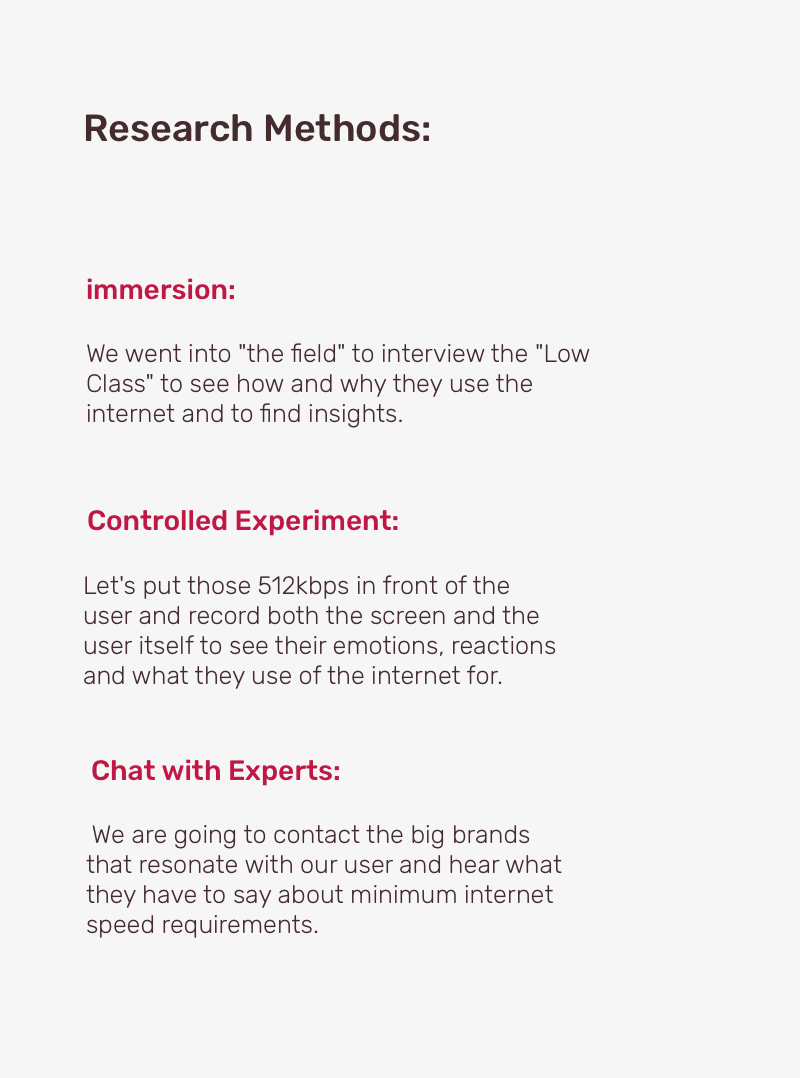 Research Methods:
immersion:
We went into "the field" to interview the "Low
Class" to see how and why they use the
internet and to find insights.
Controlled Experiment:
Let's put those 512kbps in front of the
user and record both the screen and the
user itself to see their emotions, reactions
and what they use of the internet for.
Chat with Experts:
We are going to contact the big brands
that resonate with our user and hear what
they have to say about minimum internet
speed requirements.